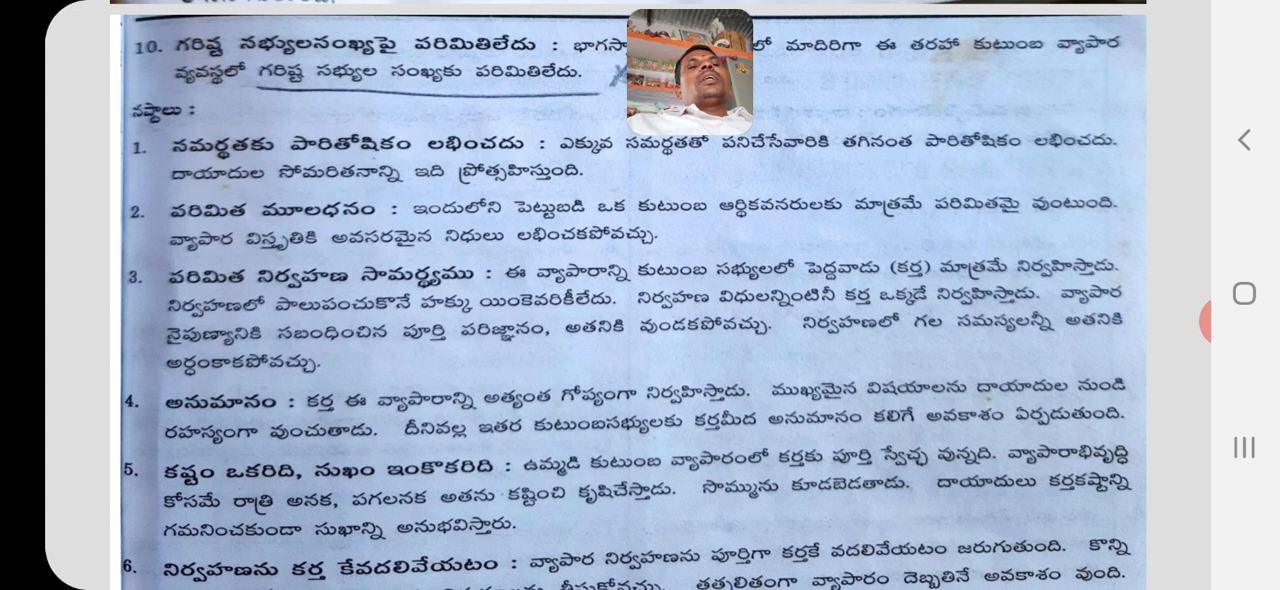 10. గరిష్ఠ సభ్యులసంఖ్యపై పరిమితిలేదు : భాగసా లో మాదిరిగా ఈ తరహా కుటుంబ వ్యాపార
వ్యవస్థలో గరిష్ఠ సభ్యుల సంఖ్యకు పరిమితిలేదు.
నష్టాలు :
1. సమర్థతకు పారితోషికం లభించదు : ఎక్కువ సమర్థతతో పనిచేసేవారికి తగినంత పారితోషికం లభించదు.
దాయాదుల సోమరితనాన్ని ఇది ప్రోత్సహిస్తుంది.
2. పరిమిత మూలధనం : ఇందులోని పెట్టుబడి ఒక కుటుంబ ఆర్థికవనరులకు మాత్రమే పరిమితమై వుంటుంది.
వ్యాపార విస్తృతికి అవసరమైన నిధులు లభించకపోవచ్చు.
3. పరిమిత నిర్వహణ సామర్థ్యము : ఈ వ్యాపారాన్ని కుటుంబ సభ్యులలో పెద్దవాడు (కర్త) మాత్రమే నిర్వహిస్తాడు.
నిర్వహణలో పాలుపంచుకొనే హక్కు యింకెవరికీలేదు. నిర్వహణ విధులన్నింటినీ కర్త ఒక్కడే నిర్వహిస్తాడు. వ్యాపార
నైపుణ్యానికి సబంధించిన పూర్తి పరిజ్ఞానం, అతనికి వుండకపోవచ్చు. నిర్వహణలో గల సమస్యలన్నీ అతనికి
అర్థంకాకపోవచ్చు.
4. అనుమానం : కర్త ఈ వ్యాపారాన్ని అత్యంత గోప్యంగా నిర్వహిస్తాడు. ముఖ్యమైన విషయాలను దాయాదుల నుండి
రహస్యంగా వుంచుతాడు. దీనివల్ల ఇతర కుటుంబసభ్యులకు కర్తమీద అనుమానం కలిగే అవకాశం ఏర్పడుతుంది.
5. కష్టం ఒకరిది, సుఖం ఇంకొకరిది : ఉమ్మడి కుటుంబ వ్యాపారంలో కర్తకు పూర్తి స్వేచ్ఛ వున్నది. వ్యాపారాభివృద్ధి
కోసమే రాత్రి అనక, పగలనక అతను కష్టించి కృషిచేస్తాడు. సొమ్మును కూడబెడతాడు. దాయాదులు కర్తకష్టాన్ని
గమనించకుండా సుఖాన్ని అనుభవిస్తారు.
6. నిర్వహణను కర్త కేవదలివేయటం : వ్యాపార నిర్వహణను పూర్తిగా కర్తకే వదలివేయటం జరుగుతుంది. కొన్ని
తీసుకోవచ్చు. తత్ఫలితంగా వ్యాపారం దెబ్బతినే అవకాశం వుంది.